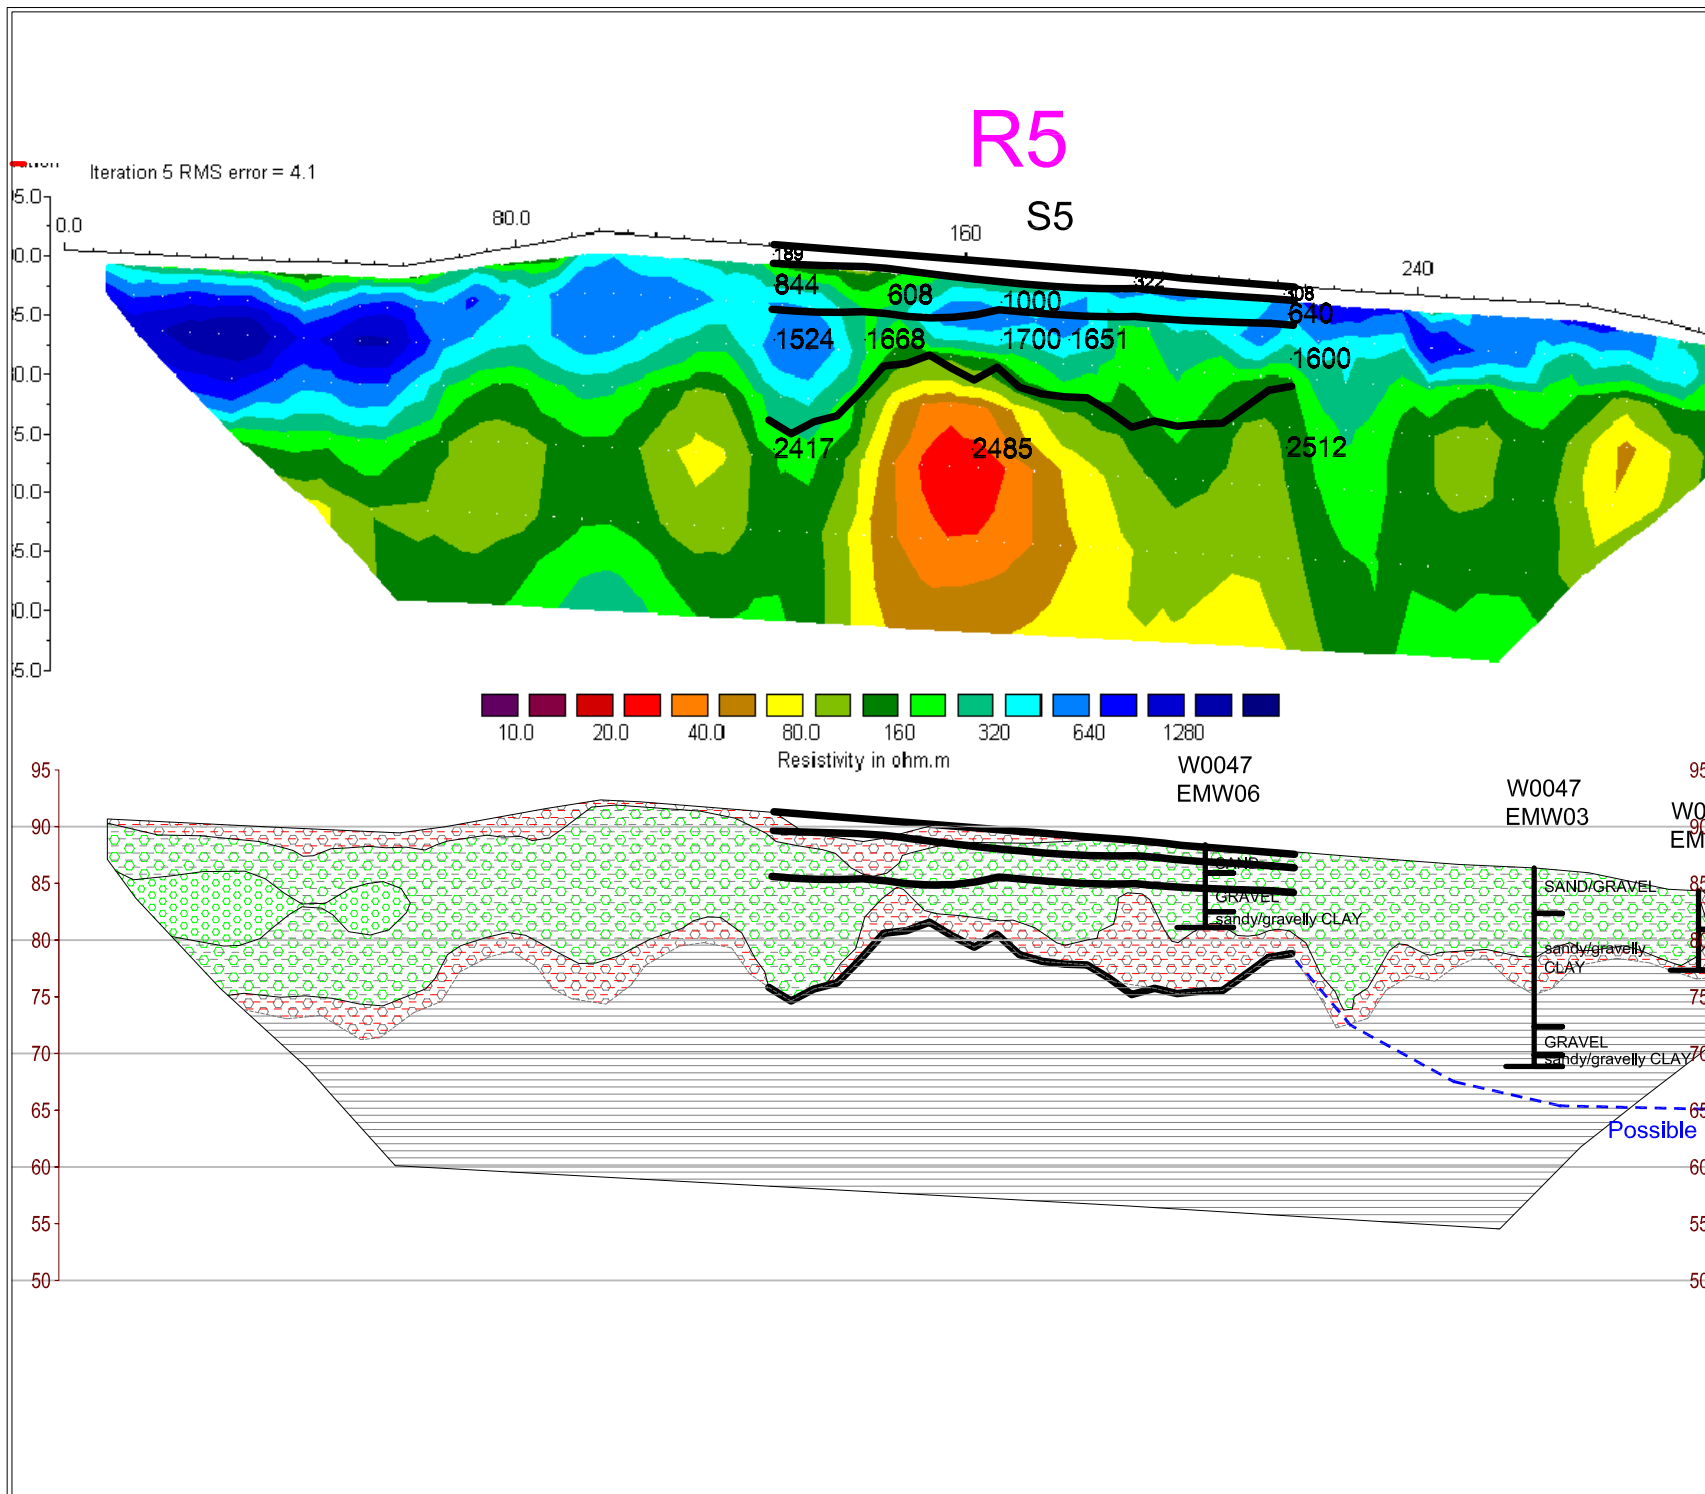 R5
Iteration 5 RMS error = 4.1
S5
0.0
80.0
160
240
189
322
308
844
608
1000
640
1524
1668
1700
1651
1600
2417
2485
2512
10.0
20.0
40.0
80.0
160
320
640
1280
Resistivity in ohm.m
W0047
EMW06
W0047
EMW03
95
90
85
80
75
70
65
60
55
50
SAND
GRAVEL
sandy/gravelly CLAY
SAND/GRAVEL
sandy/gravelly
CLAY
GRAVEL
sandy/gravelly CLAY
Possible